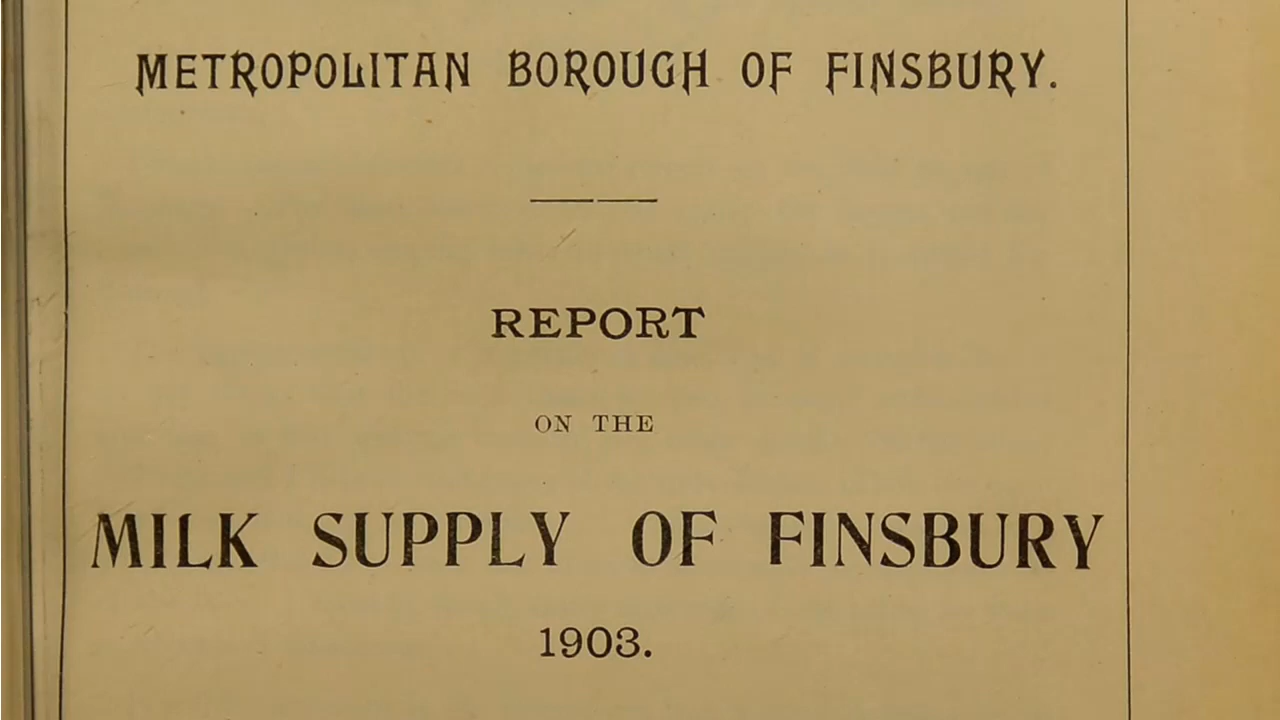 METROPOLITAN BOROUGH OF FINSBURY.
REPORT
ON THE
MILK SUPPLY OF FINSBURY
1903.